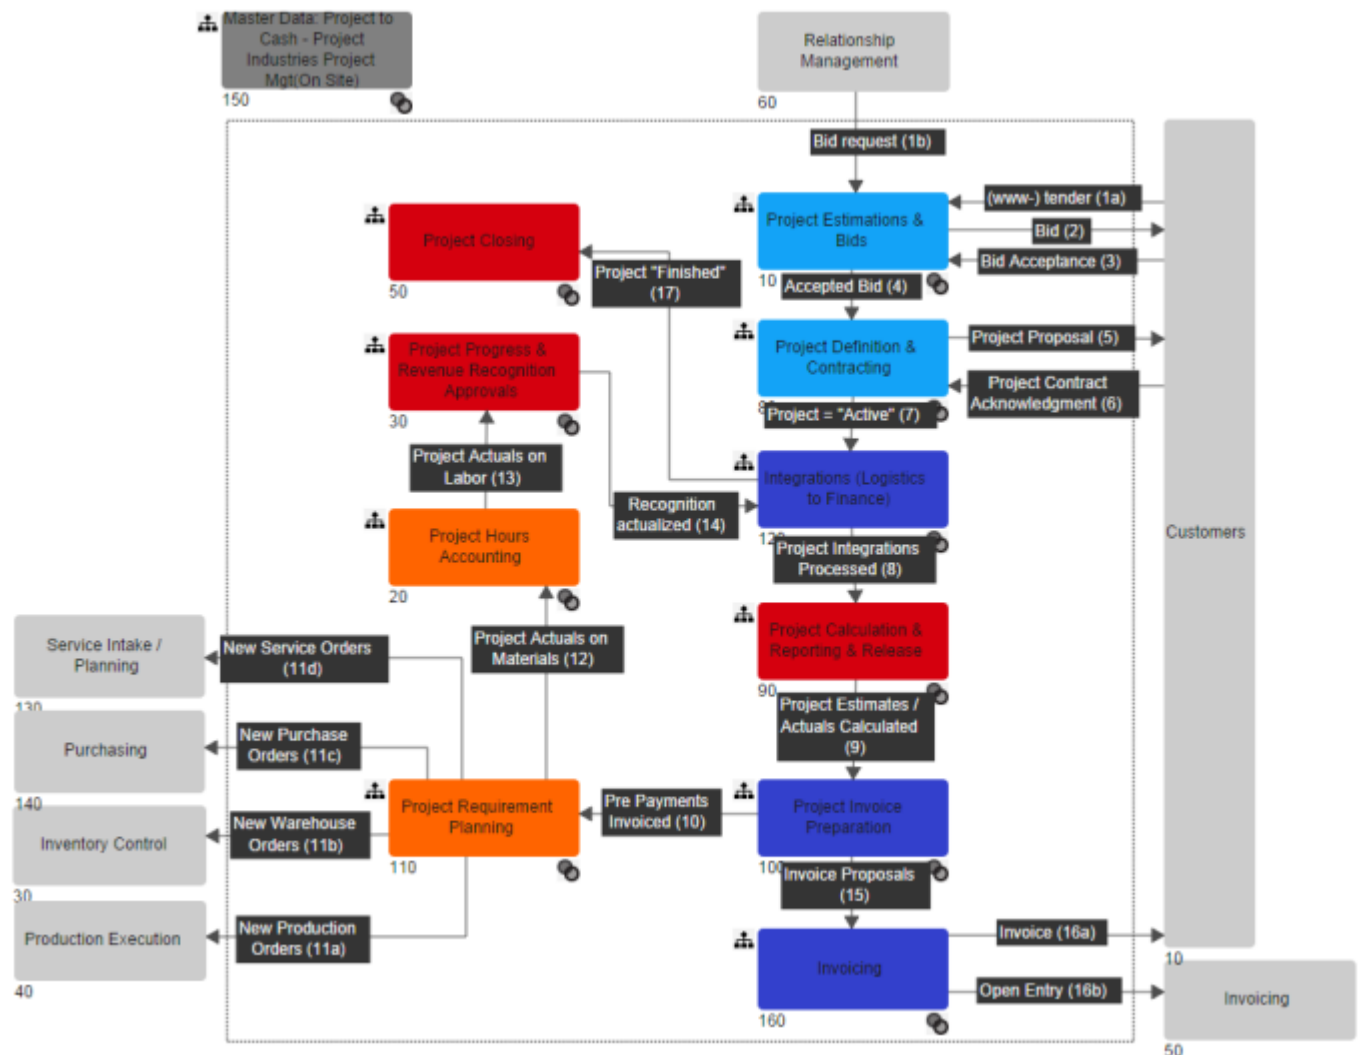 Master Data: Project to
Cash - Project
Industries Project
Mgt(On Site)
150
Relationship
Management
60
Bid request (1b)
Project Estimations &
Bids
10
(www-) tender (1a)
Bid (2)
Bid Acceptance (3)
Accepted Bid (4)
Project Closing
50
Project "Finished"
(17)
Project Definition &
Contracting
Project Proposal (5)
Project Contract
Acknowledgment (6)
Project = "Active" (7)
Project Progress &
Revenue Recognition
Approvals
30
Project Actuals on
Labor (13)
Recognition
actualized (14)
Integrations (Logistics
to Finance)
Project Integrations
Processed (8)
Customers
10
Project Hours
Accounting
20
Project Actuals on
Materials (12)
Project Calculation &
Reporting & Release
90
Project Estimates /
Actuals Calculated
(9)
Service Intake /
Planning
130
New Service Orders
(11d)
Purchasing
140
New Purchase
Orders (11c)
Inventory Control
30
New Warehouse
Orders (11b)
Production Execution
40
New Production
Orders (11a)
Project Requirement
Planning
110
Pre Payments
Invoiced (10)
Project Invoice
Preparation
100
Invoice Proposals
(15)
Invoicing
160
Invoice (16a)
Open Entry (16b)
Invoicing
50